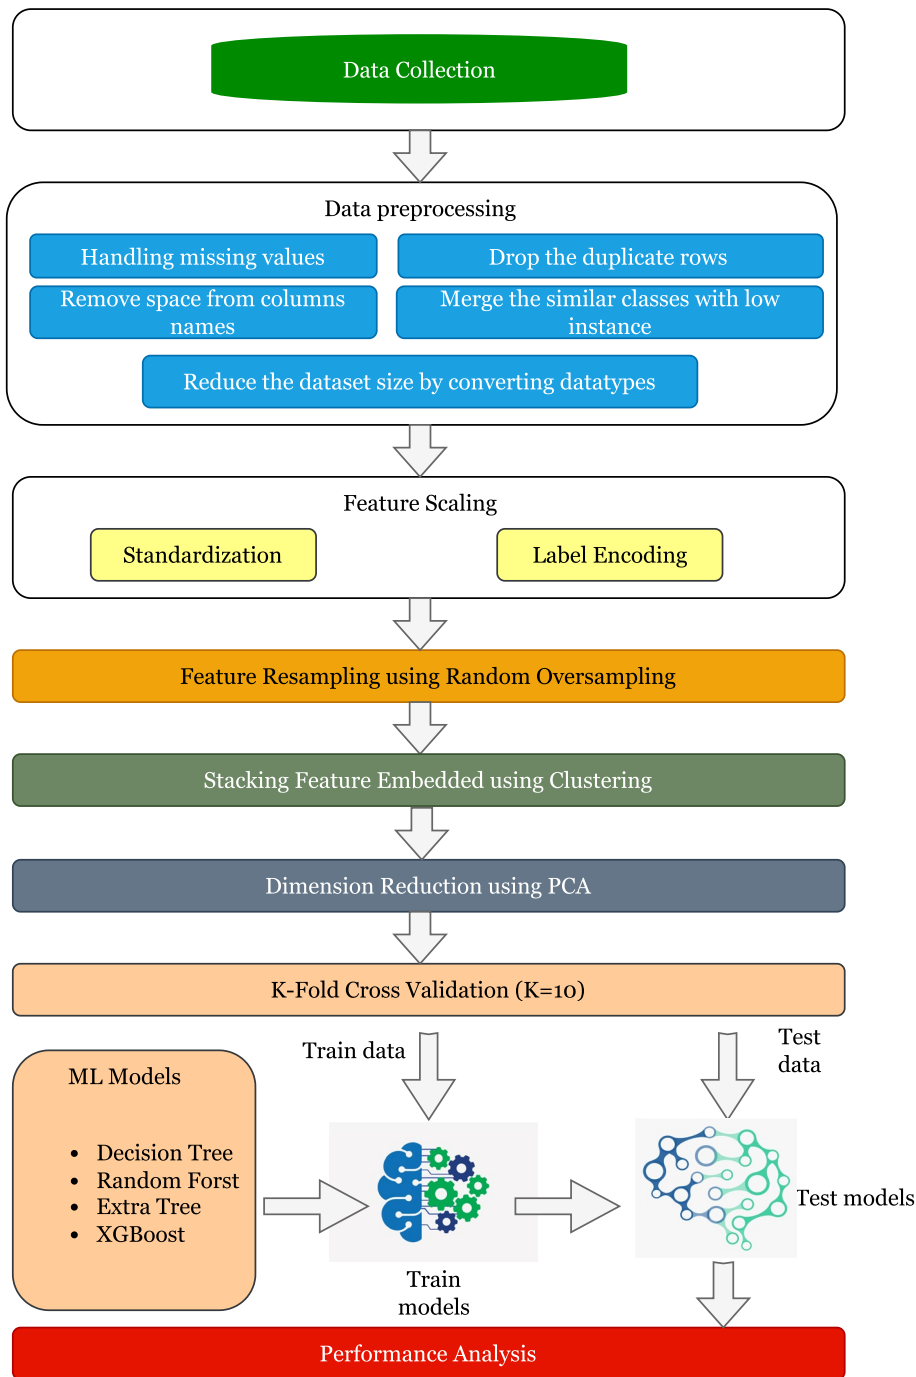 Data Collection
Data preprocessing
Handling missing values
Drop the duplicate rows
Remove space from columns
names
Merge the similar classes with low
instance
Reduce the dataset size by converting datatypes
Feature Scaling
Standardization
Label Encoding
Feature Resampling using Random Oversampling
Stacking Feature Embedded using Clustering
Dimension Reduction using PCA
K-Fold Cross Validation (K=10)
Train data
Test
data
ML Models
• Decision Tree
• Random Forst
• Extra Tree
• XGBoost
Train
models
Test models
Performance Analysis